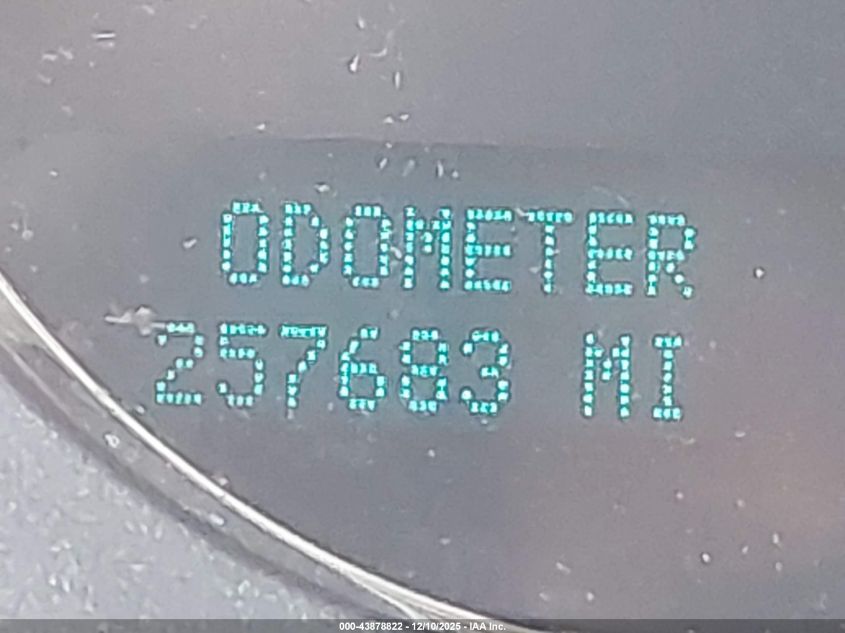 ODOMETER
257683 MI
000-43878822 - 12/10/2025 - IAA Inc.